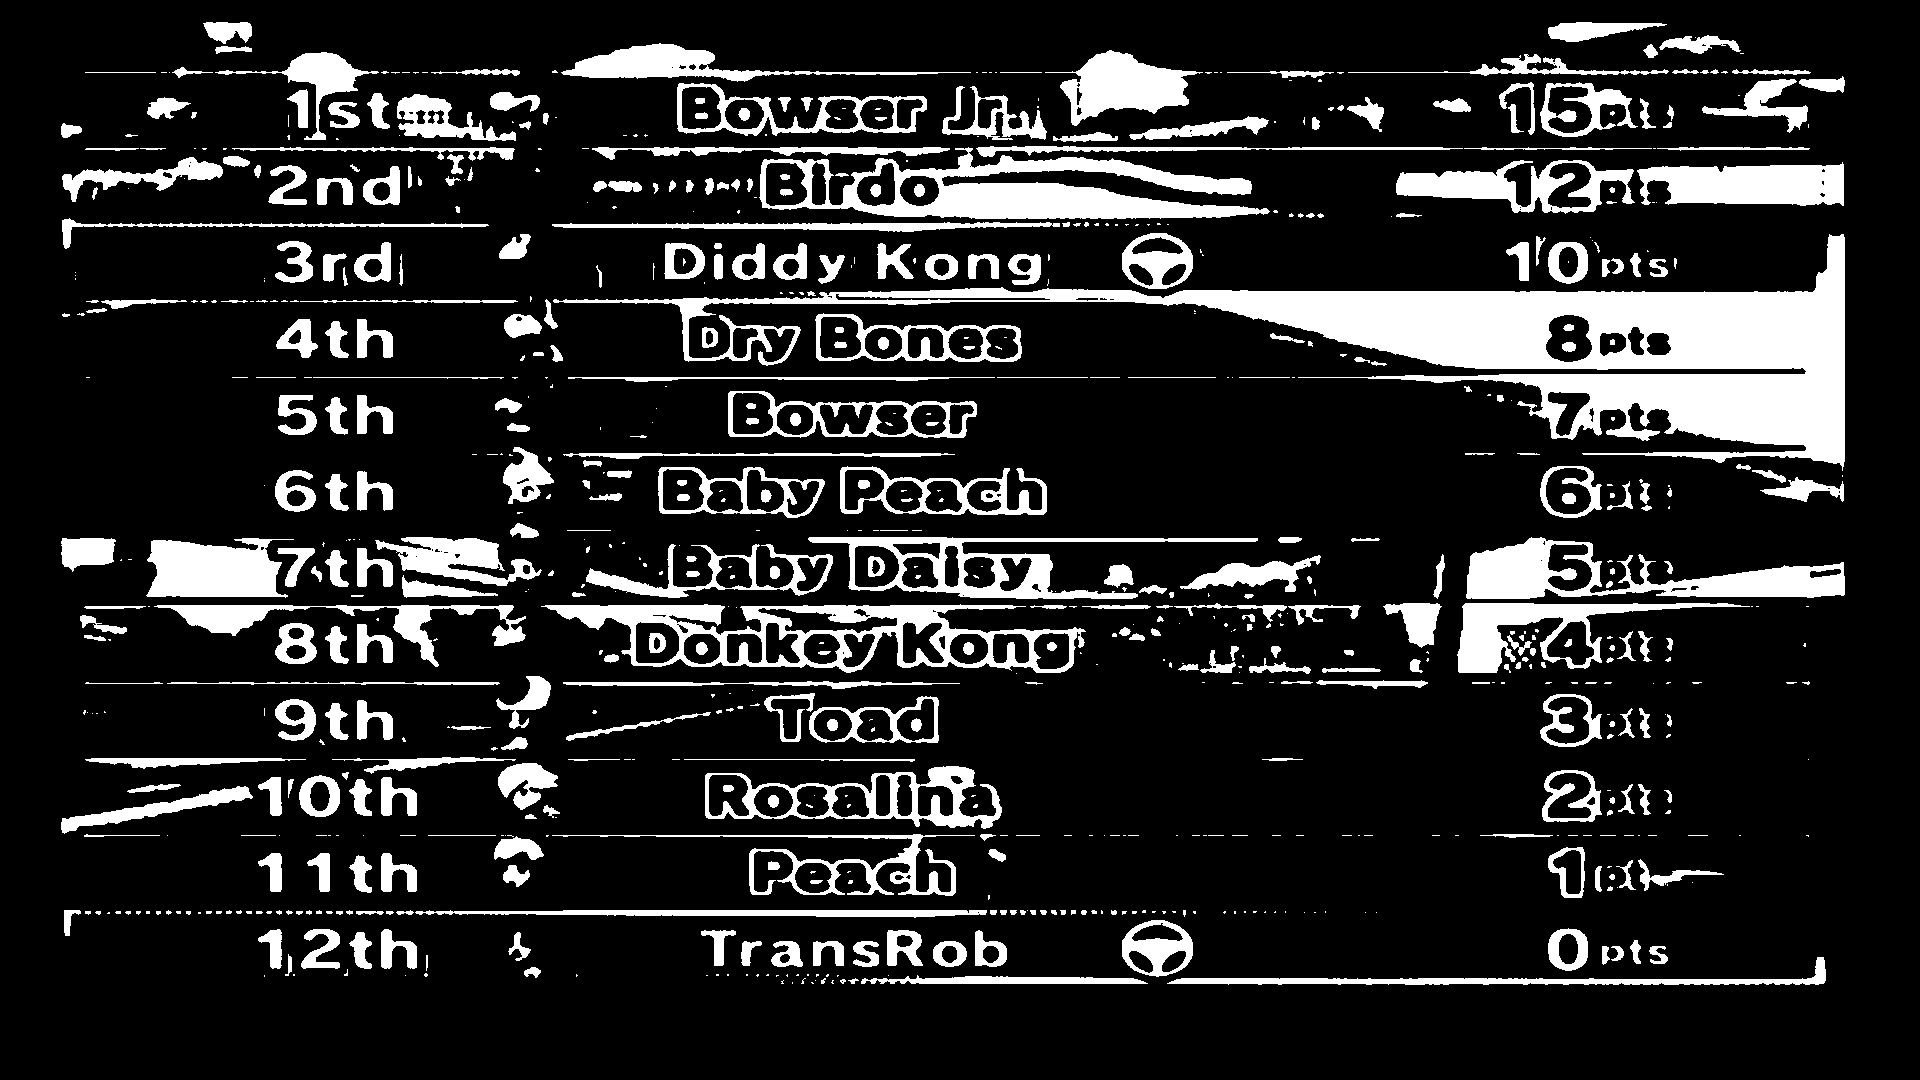 1st Bowser Jr. 15pts
2nd Birdo 12pts
3rd Diddy Kong 10pts
4th Dry Bones 8pts
5th Bowser 7pts
6th Baby Peach 6pts
7th Baby Daisy 5pts
8th Donkey Kong 4pts
9th Toad 3pts
10th Rosalina 2pts
11th Peach 1pt
12th TransRob 0pts